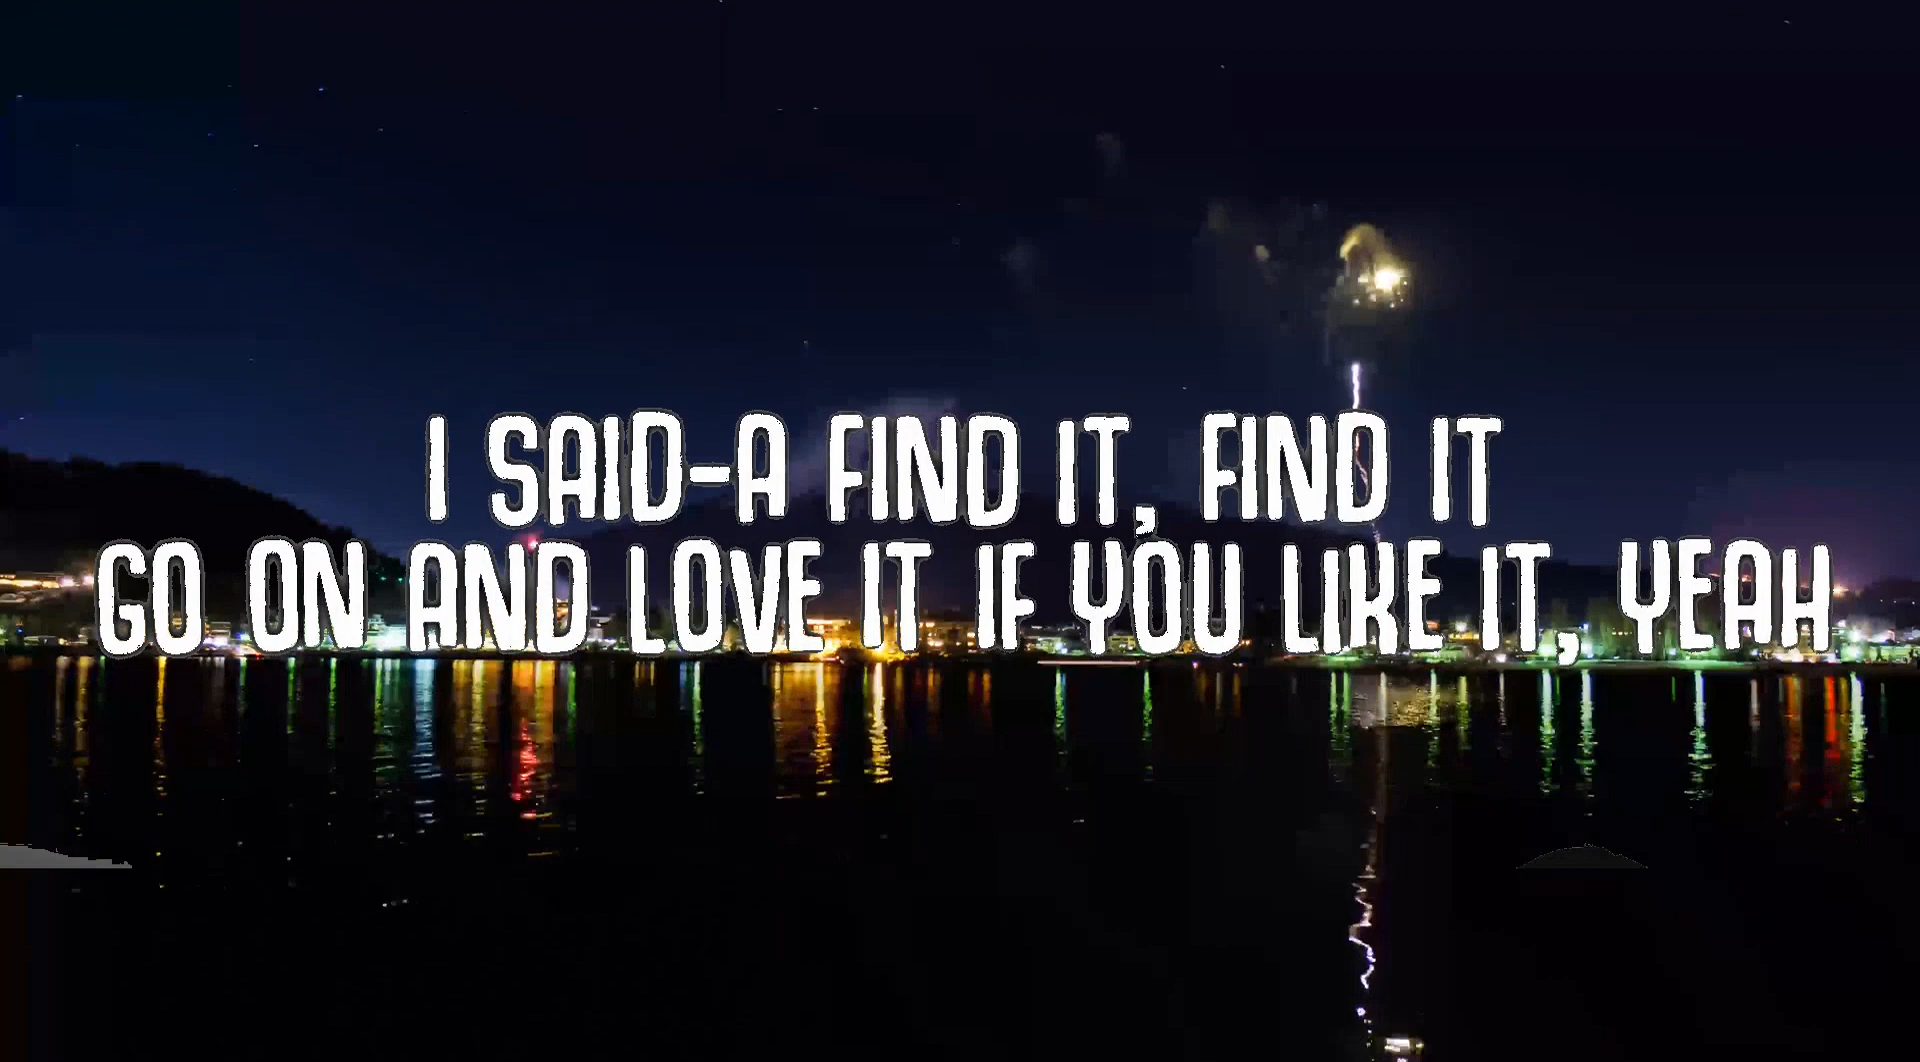 I SAID-A FIND IT, FIND IT
GO ON AND LOVE IT IF YOU LIKE IT, YEAH